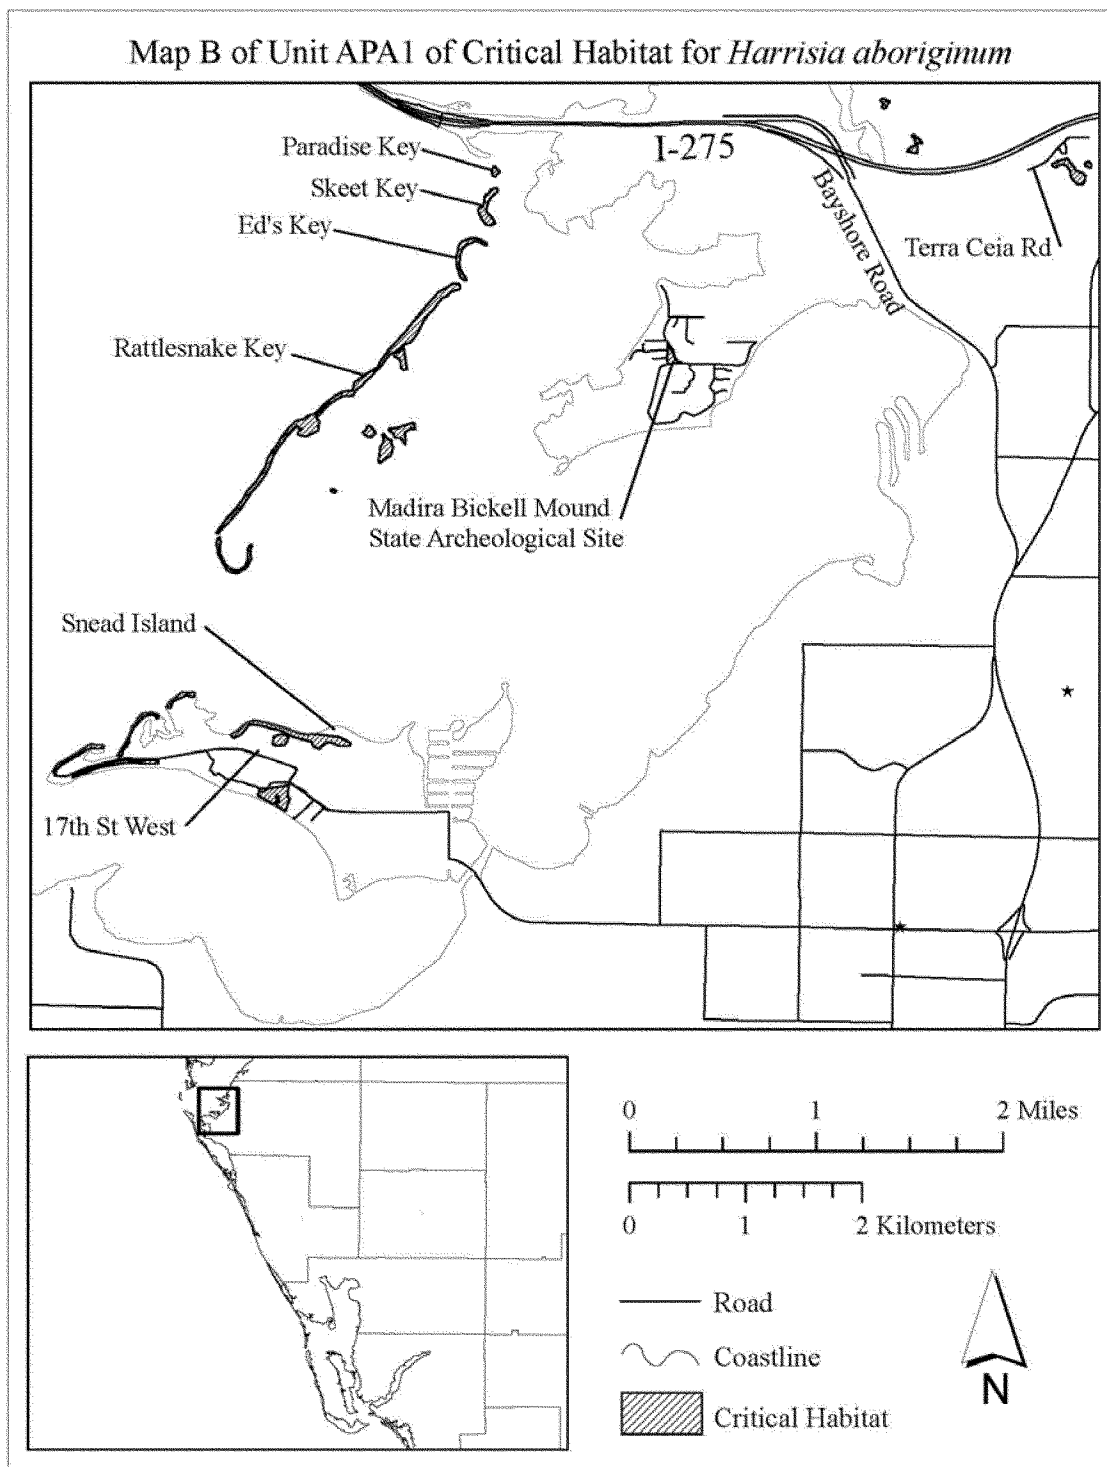 Map B of Unit APA1 of Critical Habitat for Harrisia aboriginum
I-275
Paradise Key
Skeet Key
Ed's Key
Bayshore Road
Terra Ceia Rd
Rattlesnake Key
Madira Bickell Mound
State Archeological Site
Snead Island
17th St West
0 1 2 Miles
0 1 2 Kilometers
Road
Coastline
Critical Habitat
N